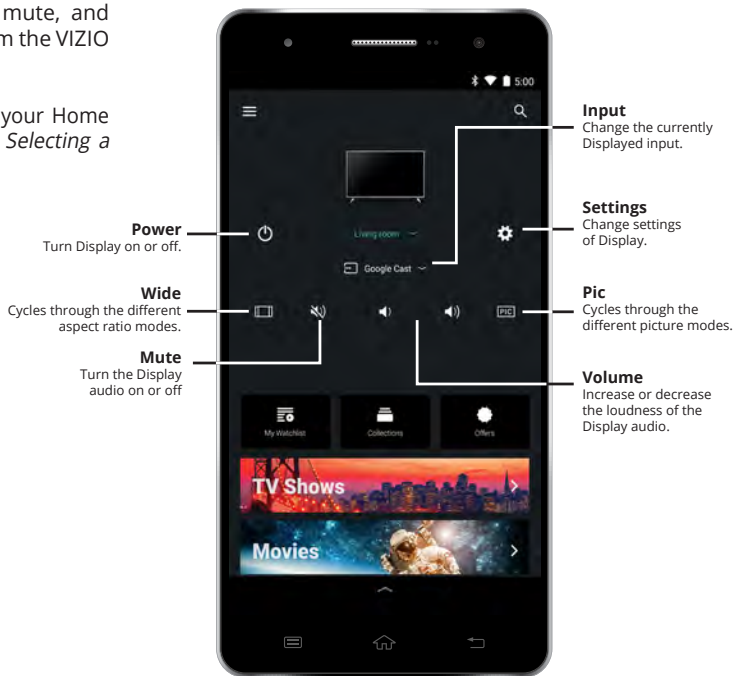 mute, and
m the VIZIO
your Home
Selecting a
5:00
Input
Change the currently
Displayed input.
Power
Turn Display on or off.
Living room
Settings
Change settings
of Display.
Google Cast
Wide
Cycles through the different
aspect ratio modes.
PIC
Pic
Cycles through the
different picture modes.
Mute
Turn the Display
audio on or off
Volume
Increase or decrease
the loudness of the
Display audio.
My Watchlist
Collections
Offers
TV Shows
Movies